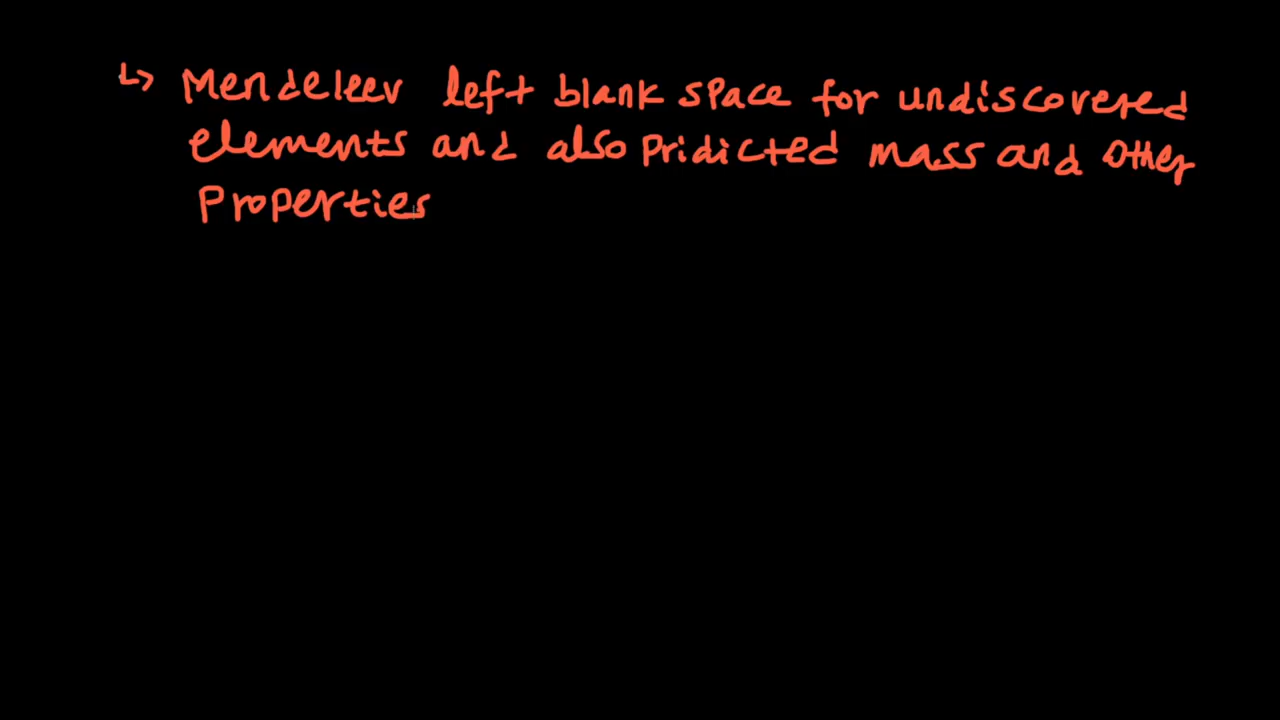 ↳ Mendeleev left blank space for undiscovered
elements and also Pridicted mass and Other
Properties